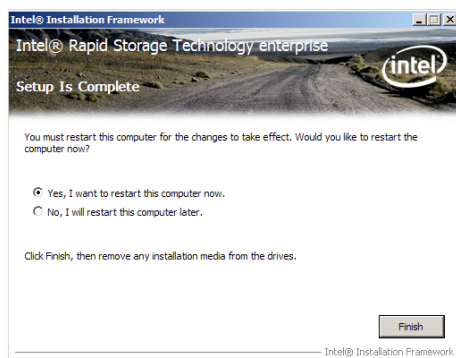 Intel® Installation Framework
Intel® Rapid Storage Technology enterprise
intel
Setup Is Complete
You must restart this computer for the changes to take effect. Would you like to restart the
computer now?
Yes, I want to restart this computer now.
No, I will restart this computer later.
Click Finish, then remove any installation media from the drives.
Finish
Intel® Installation Framework